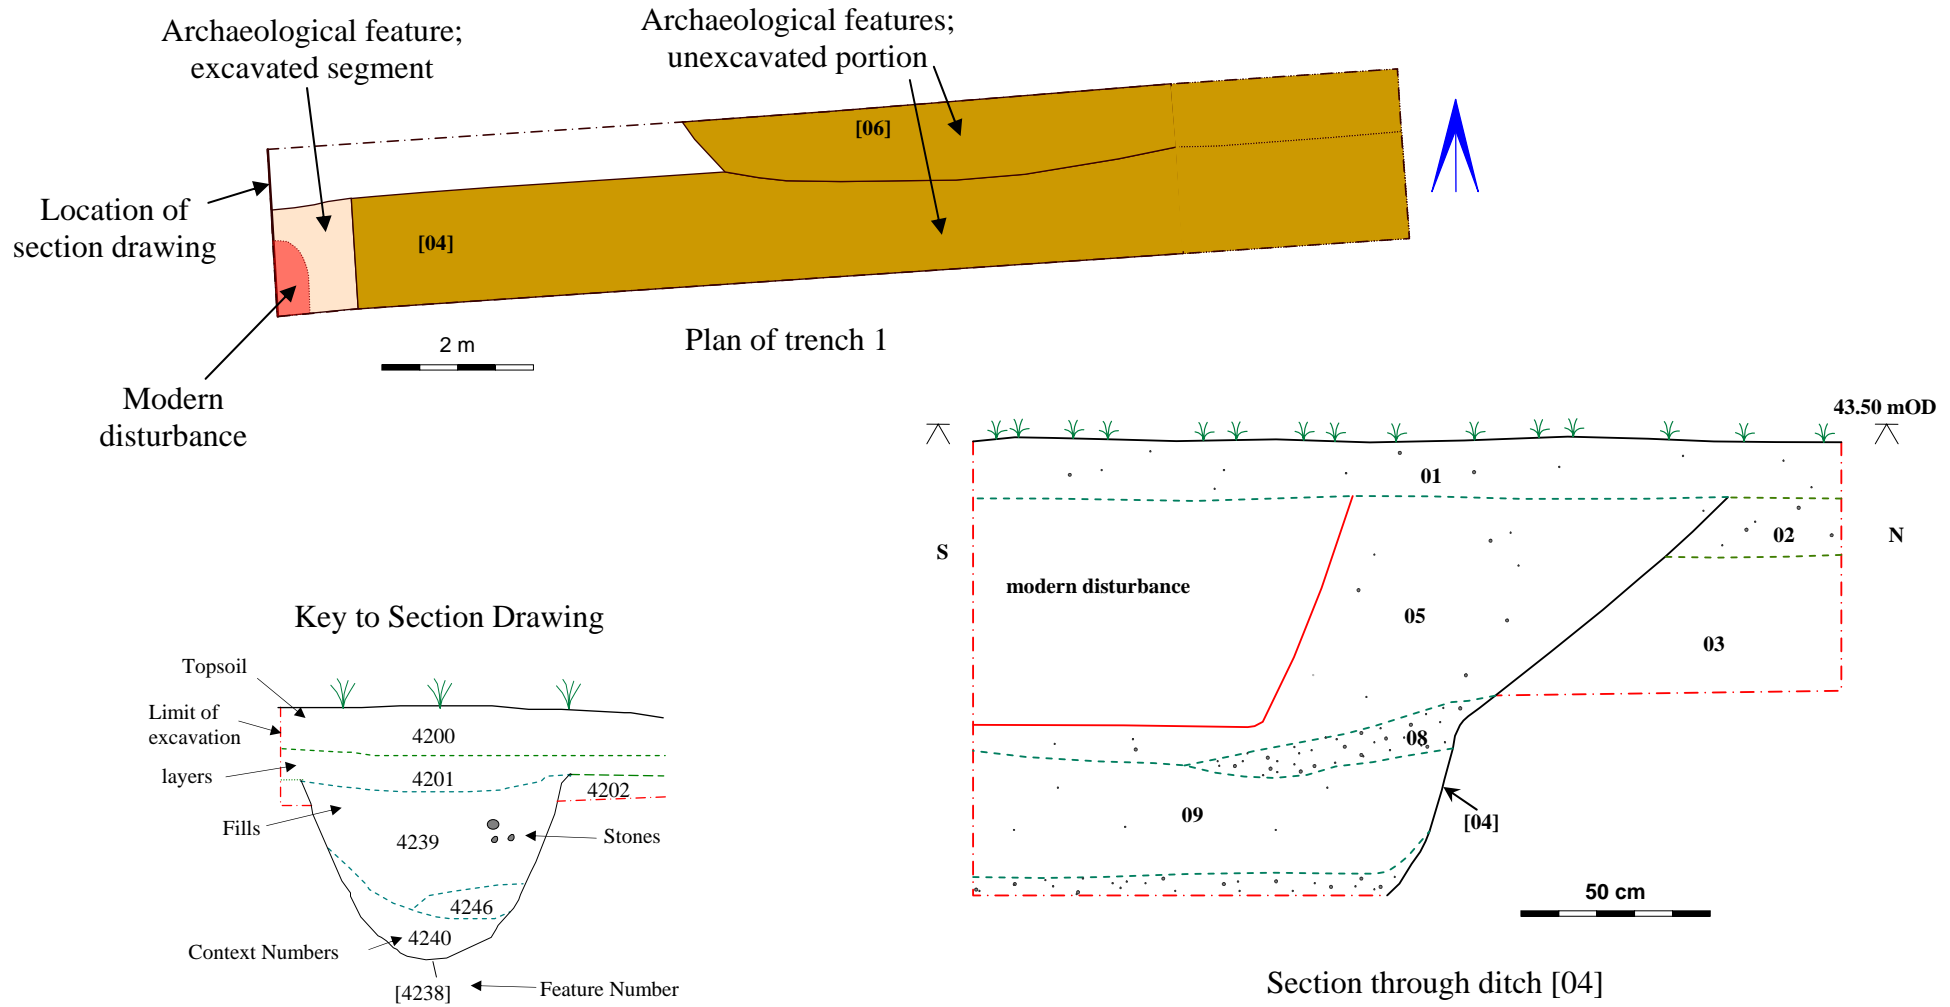 Archaeological feature;
excavated segment
Archaeological features;
unexcavated portion
[06]
Location of
section drawing
[04]
2 m
Plan of trench 1
Modern
disturbance
43.50 mOD
01
02
S
N
modern disturbance
05
03
08
09
[04]
50 cm
Section through ditch [04]
Key to Section Drawing
Topsoil
Limit of
excavation
4200
layers
4201
4202
Fills
4239
Stones
4246
4240
Context Numbers
[4238]
Feature Number